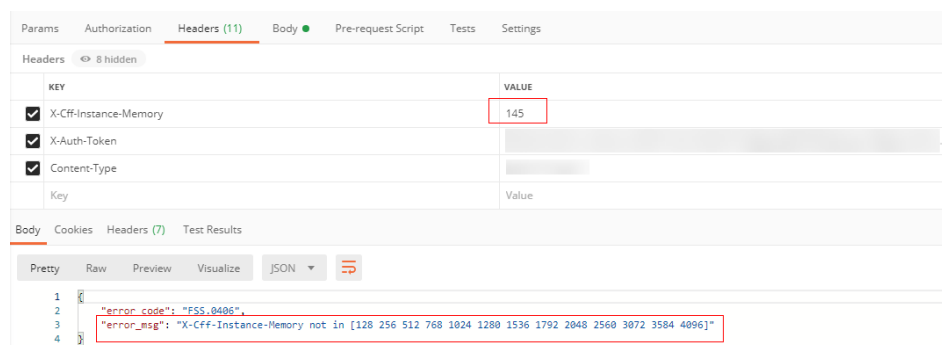 Params Authorization Headers (11) Body Pre-request Script Tests Settings
Headers 8 hidden
KEY VALUE
X-Cff-Instance-Memory 145
X-Auth-Token
Content-Type
Key Value
Body Cookies Headers (7) Test Results
Pretty Raw Preview Visualize JSON
1 {
2 "error_code": "FSS.0406",
3 "error_msg": "X-Cff-Instance-Memory not in [128 256 512 768 1024 1280 1536 1792 2048 2560 3072 3584 4096]"
4 }